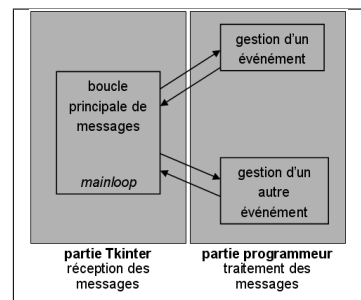 boucle
principale de
messages
mainloop
gestion d'un
événement
gestion d'un
autre
événement
partie Tkinter
réception des
messages
partie programmeur
traitement des
messages